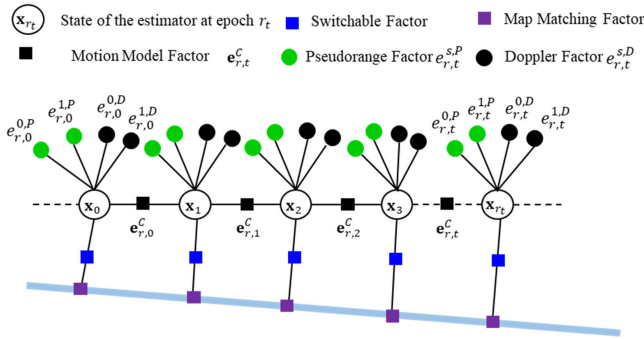 𝐱_{r_t} State of the estimator at epoch r_t Switchable Factor Map Matching Factor
Motion Model Factor 𝐞^C_{r,t} Pseudorange Factor e^{s,P}_{r,t} Doppler Factor e^{s,D}_{r,t}
e^{0,P}_{r,0} e^{1,P}_{r,0} e^{0,D}_{r,0} e^{1,D}_{r,0} e^{0,P}_{r,t} e^{1,P}_{r,t} e^{0,D}_{r,t} e^{1,D}_{r,t}
𝐱_0 𝐱_1 𝐱_2 𝐱_3 𝐱_{r_t}
𝐞^C_{r,0} 𝐞^C_{r,1} 𝐞^C_{r,2} 𝐞^C_{r,t}